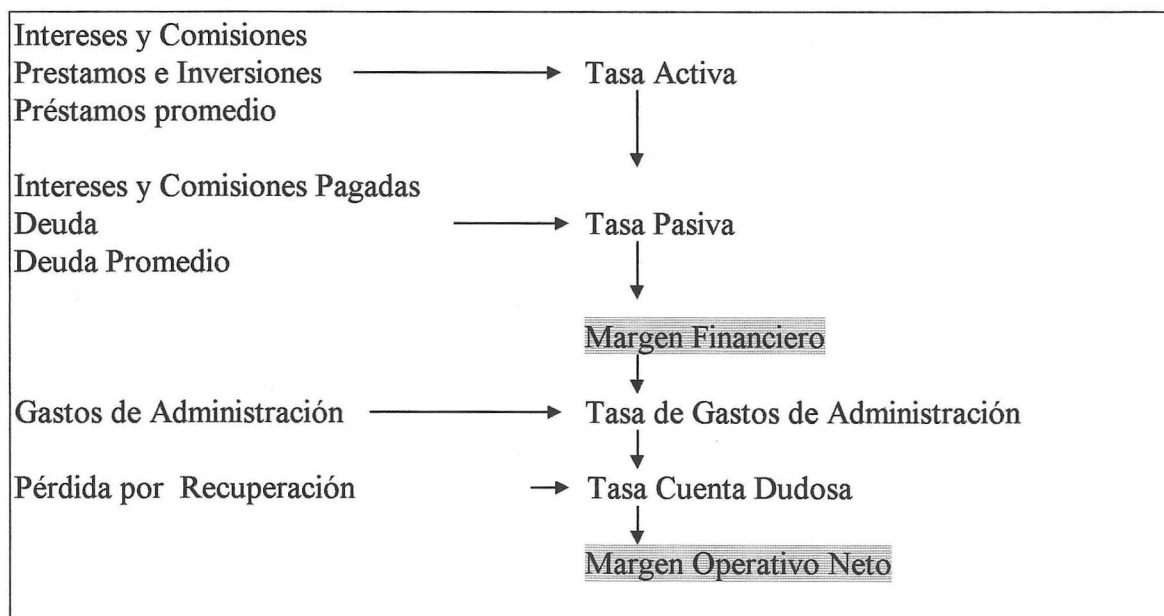 Intereses y Comisiones
Prestamos e Inversiones → Tasa Activa
Préstamos promedio
Intereses y Comisiones Pagadas
Deuda → Tasa Pasiva
Deuda Promedio
Margen Financiero
Gastos de Administración → Tasa de Gastos de Administración
Pérdida por Recuperación → Tasa Cuenta Dudosa
Margen Operativo Neto